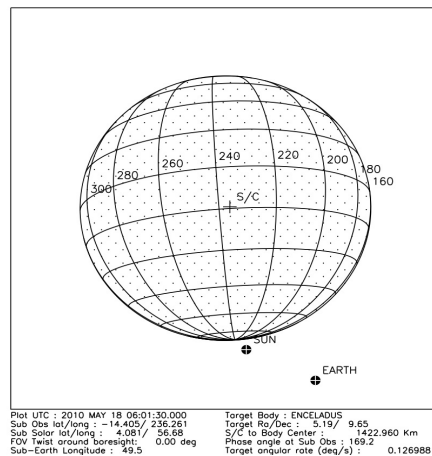 240
220
260
200
280
180
300
160
S/C
SUN
EARTH
Plot UTC : 2010 MAY 18 06:01:30.000
Sub Obs lat/long : -14.405/ 236.261
Sub Solar lat/long : 4.081/ 56.68
FOV Twist around boresight: 0.00 deg
Sub-Earth Longitude : 49.5
Target Body : ENCELADUS
Target Ra/Dec : 5.19/ 9.65
S/C to Body Center : 1422.960 Km
Phase angle at Sub Obs : 169.2
Target angular rate (deg/s) : 0.126988